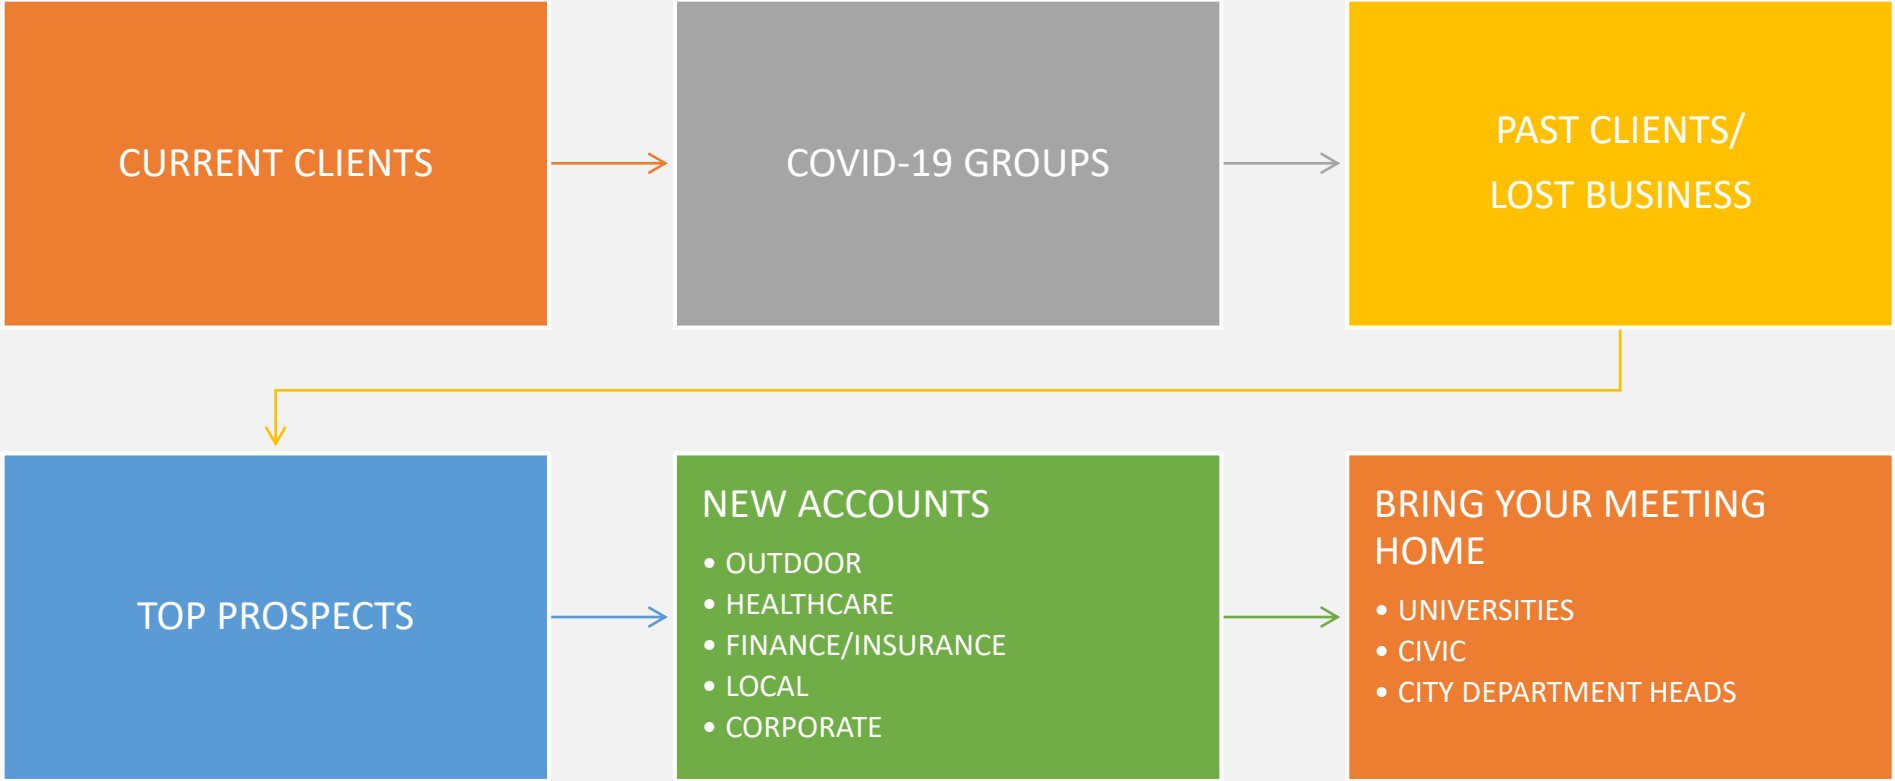 CURRENT CLIENTS
COVID-19 GROUPS
PAST CLIENTS/
LOST BUSINESS
TOP PROSPECTS
NEW ACCOUNTS
• OUTDOOR
• HEALTHCARE
• FINANCE/INSURANCE
• LOCAL
• CORPORATE
BRING YOUR MEETING
HOME
• UNIVERSITIES
• CIVIC
• CITY DEPARTMENT HEADS